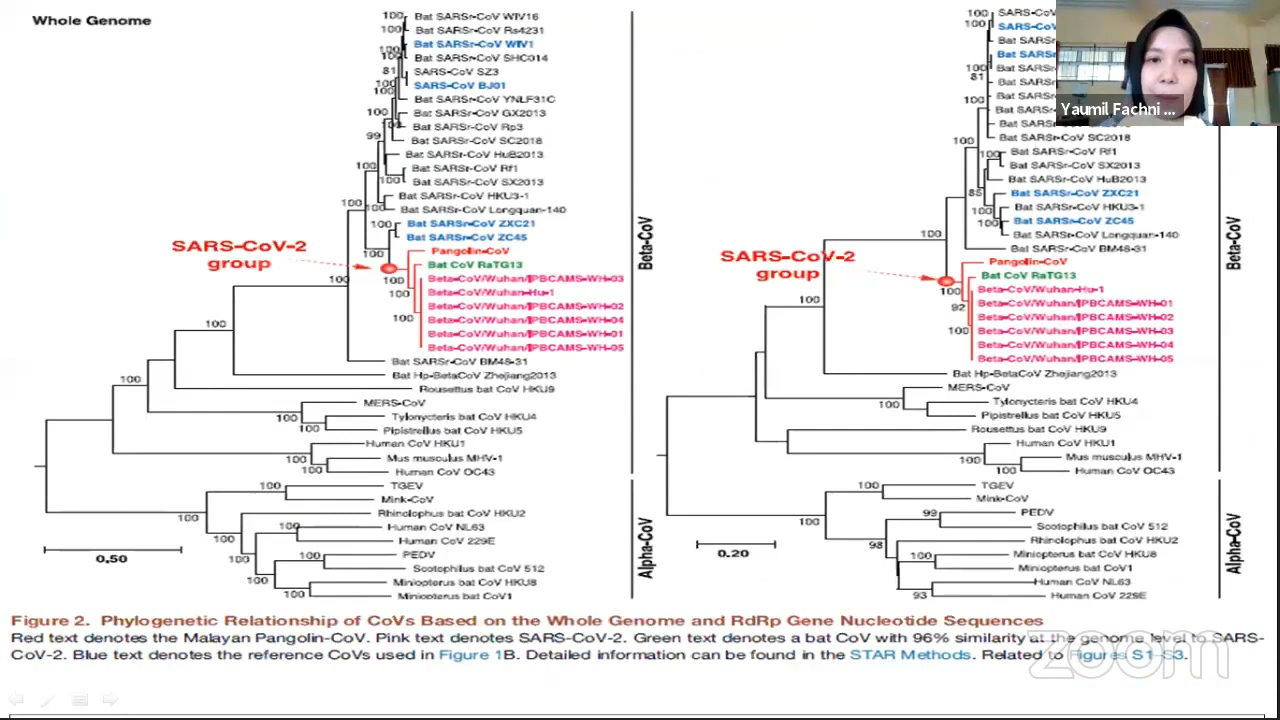 Whole Genome
Bat SARSr-CoV WIV16
Bat SARSr-CoV Rs4231
Bat SARSr-CoV WIV1
Bat SARSr-CoV SHC014
SARS-CoV SZ3
SARS-CoV BJ01
Bat SARSr-CoV YNLF31C
Bat SARSr-CoV GX2013
Bat SARSr-CoV Rp3
Bat SARSr-CoV SC2018
Bat SARSr-CoV HuB2013
Bat SARSr-CoV Rf1
Bat SARSr-CoV SX2013
Bat SARSr-CoV HKU3-1
Bat SARSr-CoV Longquan-140
Bat SARSr-CoV ZXC21
Bat SARSr-CoV ZC45
Pangolin-CoV
Bat CoV RaTG13
Beta-CoV/Wuhan/IPBCAMS-WH-03
Beta-CoV/Wuhan-Hu-1
Beta-CoV/Wuhan/IPBCAMS-WH-02
Beta-CoV/Wuhan/IPBCAMS-WH-04
Beta-CoV/Wuhan/IPBCAMS-WH-01
Beta-CoV/Wuhan/IPBCAMS-WH-05
Bat SARSr-CoV BM48-31
Bat Hp-BetaCoV Zhejiang2013
Rousettus bat CoV HKU9
MERS-CoV
Tylonycteris bat CoV HKU4
Pipistrellus bat CoV HKU5
Human CoV HKU1
Mus musculus MHV-1
Human CoV OC43
TGEV
Mink-CoV
Rhinolophus bat CoV HKU2
Human CoV NL63
Human CoV 229E
PEDV
Scotophilus bat CoV 512
Miniopterus bat CoV HKU8
Miniopterus bat CoV1
SARS-CoV-2
group
0.50
Beta-CoV
Alpha-CoV
SARS-CoV
SARS-CoV
Bat SARSr
Bat SARSr
Bat SARSr
Bat SC2018
Bat SARSr-CoV Rf1
Bat SARSr-CoV SX2013
Bat SARSr-CoV HuB2013
Bat SARSr-CoV ZXC21
Bat SARSr-CoV HKU3-1
Bat SARSr-CoV ZC45
Bat SARSr-CoV Longquan-140
Bat SARSr-CoV BM48-31
Pangolin-CoV
Bat CoV RaTG13
Beta-CoV/Wuhan-Hu-1
Beta-CoV/Wuhan/IPBCAMS-WH-01
Beta-CoV/Wuhan/IPBCAMS-WH-02
Beta-CoV/Wuhan/IPBCAMS-WH-03
Beta-CoV/Wuhan/IPBCAMS-WH-04
Beta-CoV/Wuhan/IPBCAMS-WH-05
Bat Hp-BetaCoV Zhejiang2013
MERS-CoV
Tylonycteris bat CoV HKU4
Pipistrellus bat CoV HKU5
Rousettus bat CoV HKU9
Human CoV HKU1
Mus musculus MHV-1
Human CoV OC43
TGEV
Mink-CoV
PEDV
Scotophilus bat CoV 512
Rhinolophus bat CoV HKU2
Miniopterus bat CoV HKU8
Miniopterus bat CoV1
Human CoV NL63
Human CoV 229E
SARS-CoV-2
group
0.20
Beta-CoV
Alpha-CoV
Yaumil Fachni ...
Figure 2. Phylogenetic Relationship of CoVs Based on the Whole Genome and RdRp Gene Nucleotide Sequences
Red text denotes the Malayan Pangolin-CoV. Pink text denotes SARS-CoV-2. Green text denotes a bat CoV with 96% similarity at the genome level to SARS-
CoV-2. Blue text denotes the reference CoVs used in Figure 1B. Detailed information can be found in the STAR Methods. Related to Figures S1–S3.
zoom